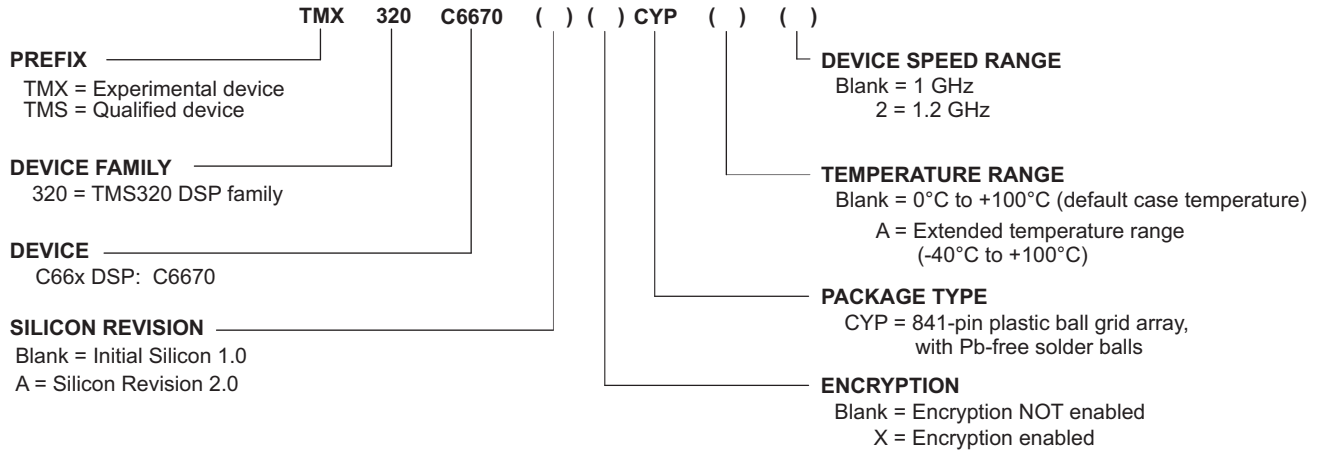 TMX 320 C6670 ( ) ( ) CYP ( ) ( )
PREFIX
TMX = Experimental device
TMS = Qualified device
DEVICE FAMILY
320 = TMS320 DSP family
DEVICE
C66x DSP: C6670
SILICON REVISION
Blank = Initial Silicon 1.0
A = Silicon Revision 2.0
DEVICE SPEED RANGE
Blank = 1 GHz
2 = 1.2 GHz
TEMPERATURE RANGE
Blank = 0°C to +100°C (default case temperature)
A = Extended temperature range
(-40°C to +100°C)
PACKAGE TYPE
CYP = 841-pin plastic ball grid array,
with Pb-free solder balls
ENCRYPTION
Blank = Encryption NOT enabled
X = Encryption enabled